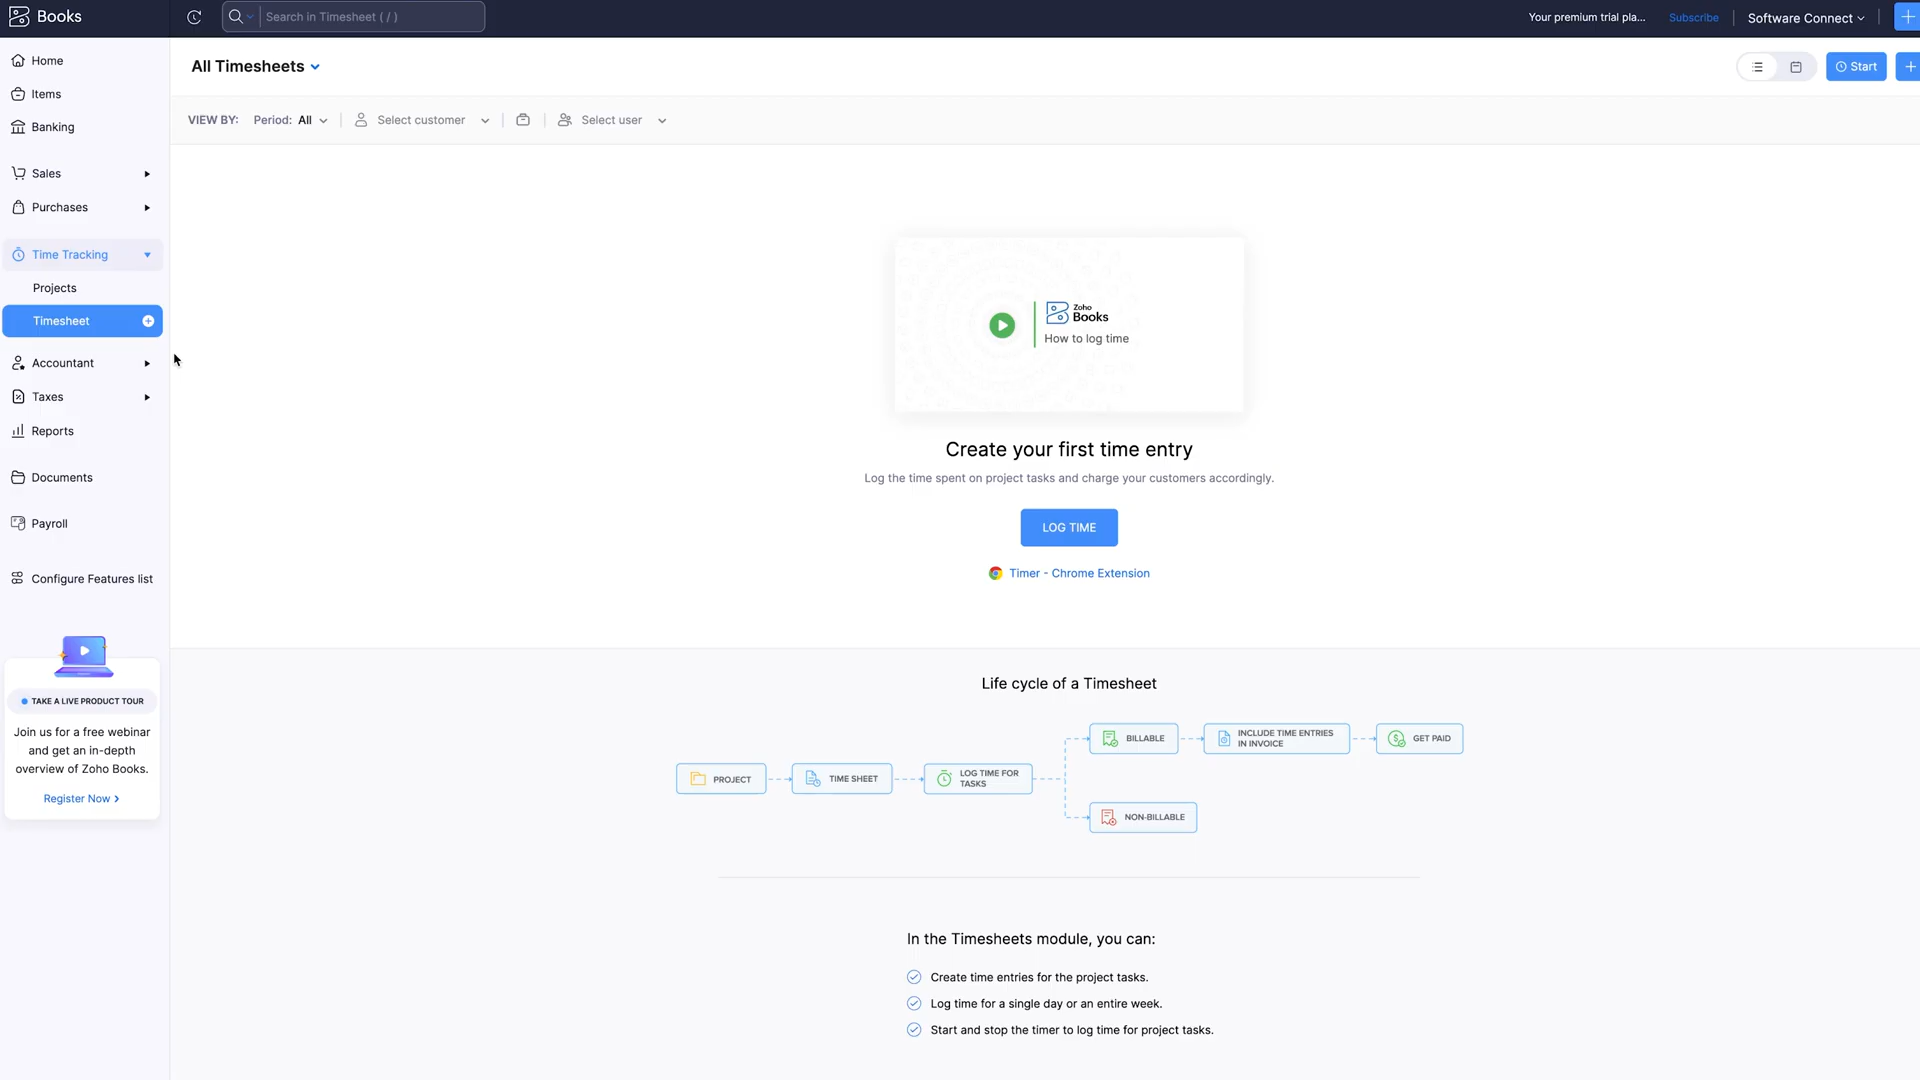 Books
Search in Timesheet ( / )
Your premium trial pla...
Subscribe
Software Connect
Home
Items
Banking
Sales
Purchases
Time Tracking
Projects
Timesheet
Accountant
Taxes
Reports
Documents
Payroll
Configure Features list
TAKE A LIVE PRODUCT TOUR
Join us for a free webinar
and get an in-depth
overview of Zoho Books.
Register Now
All Timesheets
Start
VIEW BY:
Period: All
Select customer
Select user
Zoho
Books
How to log time
Create your first time entry
Log the time spent on project tasks and charge your customers accordingly.
LOG TIME
Timer - Chrome Extension
Life cycle of a Timesheet
PROJECT
TIME SHEET
LOG TIME FOR
TASKS
BILLABLE
INCLUDE TIME ENTRIES
IN INVOICE
GET PAID
NON-BILLABLE
In the Timesheets module, you can:
Create time entries for the project tasks.
Log time for a single day or an entire week.
Start and stop the timer to log time for project tasks.